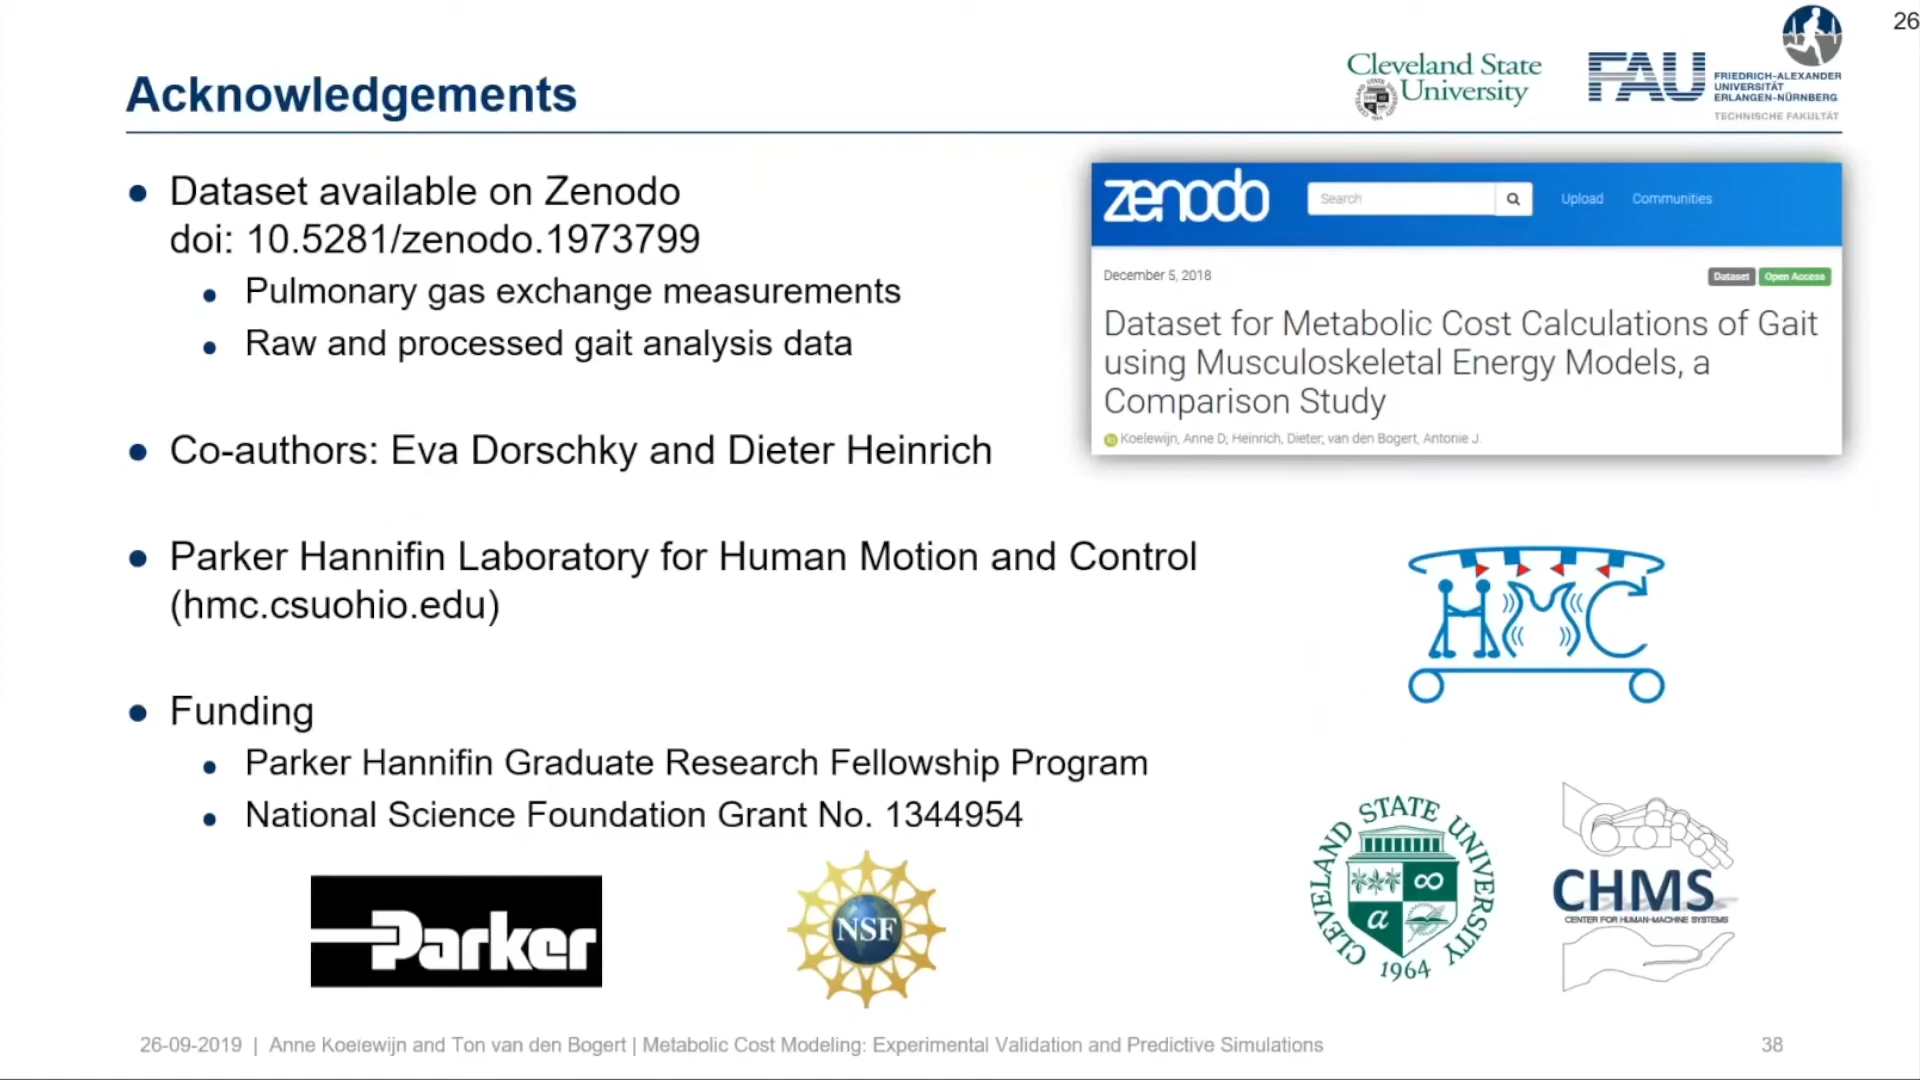 26
Acknowledgements
Cleveland State
University
FAU
FRIEDRICH-ALEXANDER
UNIVERSITÄT
ERLANGEN-NÜRNBERG
TECHNISCHE FAKULTÄT
Dataset available on Zenodo
doi: 10.5281/zenodo.1973799
Pulmonary gas exchange measurements
Raw and processed gait analysis data
zenodo
Search
Upload
Communities
December 5, 2018
Dataset
Open Access
Dataset for Metabolic Cost Calculations of Gait
using Musculoskeletal Energy Models, a
Comparison Study
iD Koelewijn, Anne D; Heinrich, Dieter; van den Bogert, Antonie J.
Co-authors: Eva Dorschky and Dieter Heinrich
Parker Hannifin Laboratory for Human Motion and Control
(hmc.csuohio.edu)
HMC
Funding
Parker Hannifin Graduate Research Fellowship Program
National Science Foundation Grant No. 1344954
Parker
NSF
CLEVELAND STATE UNIVERSITY
1964
CHMS
CENTER FOR HUMAN-MACHINE SYSTEMS
26-09-2019 | Anne Koelewijn and Ton van den Bogert | Metabolic Cost Modeling: Experimental Validation and Predictive Simulations
38